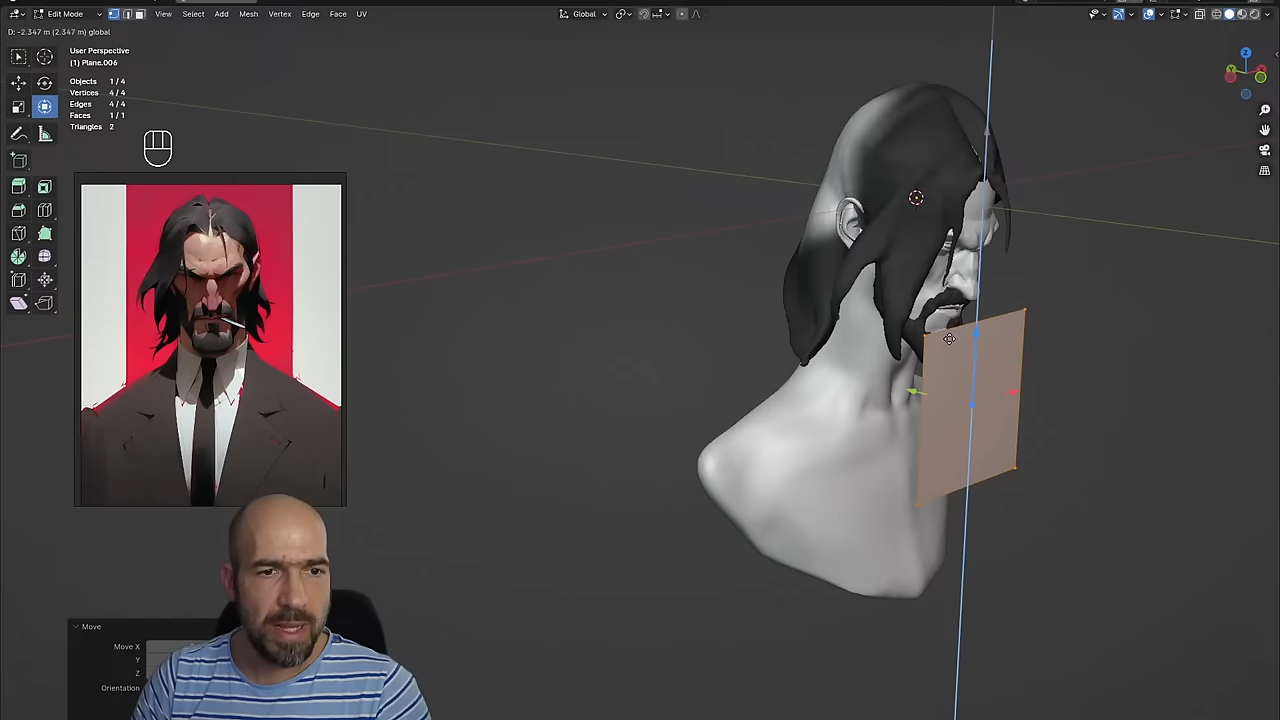 Edit Mode View Select Add Mesh Vertex Edge Face UV Global
D: -2.347 m (2.347 m) global
User Perspective
(1) Plane.006
Objects 1/4
Vertices 4/4
Edges 4/4
Faces 1/1
Triangles 2
Z
Move
Move X
Y
Z
Orientation